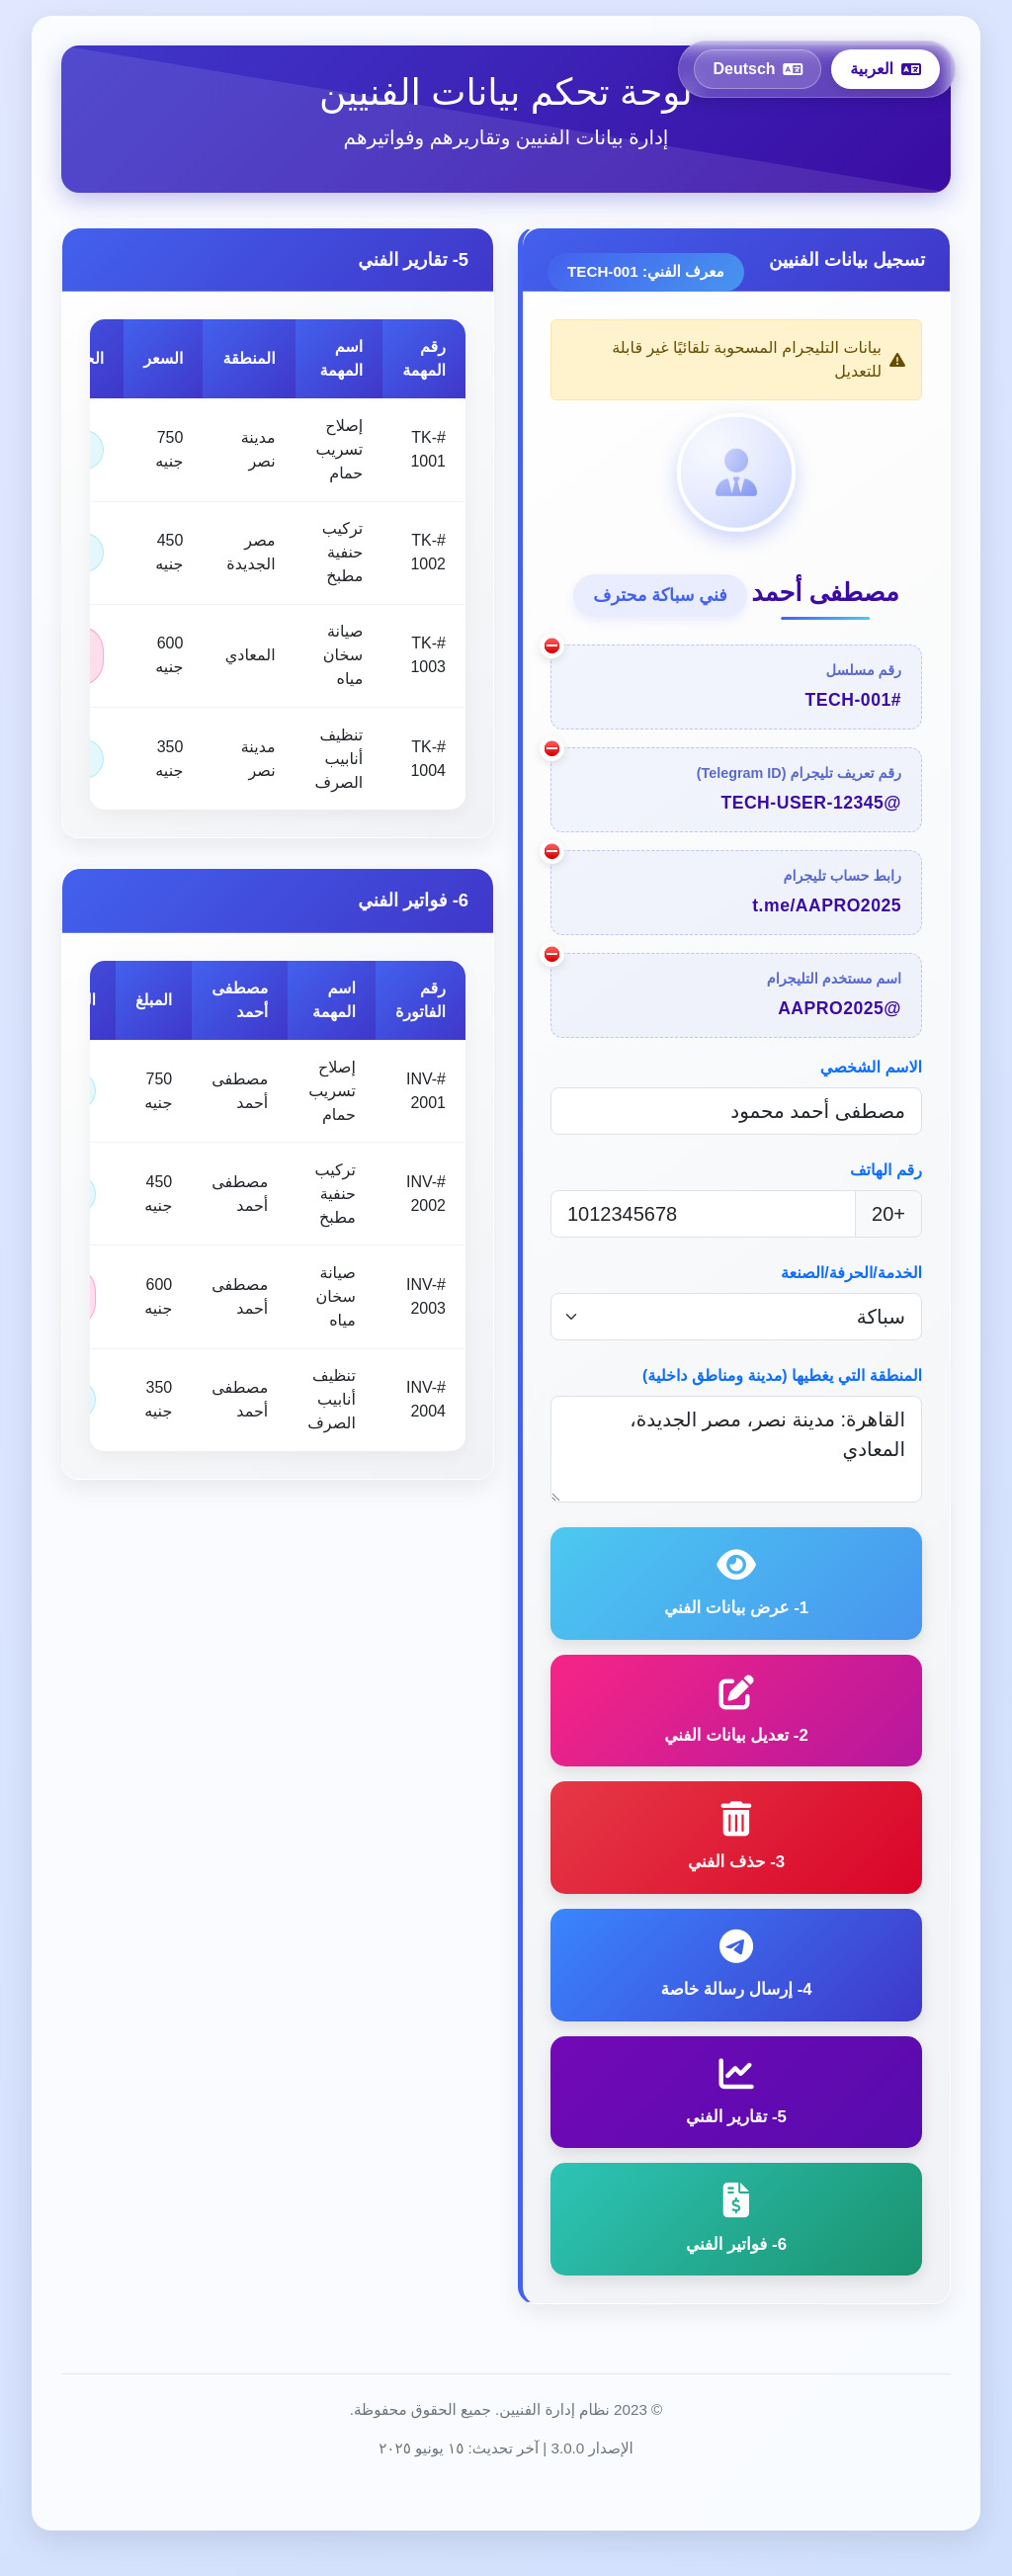 العربية
Deutsch
لوحة تحكم بيانات الفنيين
إدارة بيانات الفنيين وتقاريرهم وفواتيرهم
تسجيل بيانات الفنيين
معرف الفني: TECH-001
بيانات التليجرام المسحوبة تلقائيًا غير قابلة
للتعديل
مصطفى أحمد
فني سباكة محترف
رقم مسلسل
TECH-001#
رقم تعريف تليجرام (Telegram ID)
TECH-USER-12345@
رابط حساب تليجرام
t.me/AAPRO2025
اسم مستخدم التليجرام
AAPRO2025@
الاسم الشخصي
مصطفى أحمد محمود
رقم الهاتف
20+
1012345678
الخدمة/الحرفة/الصنعة
سباكة
المنطقة التي يغطيها (مدينة ومناطق داخلية)
القاهرة: مدينة نصر، مصر الجديدة،
المعادي
1- عرض بيانات الفني
2- تعديل بيانات الفني
3- حذف الفني
4- إرسال رسالة خاصة
5- تقارير الفني
6- فواتير الفني
5- تقارير الفني
رقم المهمة اسم المهمة المنطقة السعر
TK-# 1001 إصلاح تسريب حمام مدينة نصر 750 جنيه
TK-# 1002 تركيب حنفية مطبخ مصر الجديدة 450 جنيه
TK-# 1003 صيانة سخان مياه المعادي 600 جنيه
TK-# 1004 تنظيف أنابيب الصرف مدينة نصر 350 جنيه
6- فواتير الفني
رقم الفاتورة اسم المهمة مصطفى أحمد المبلغ
INV-# 2001 إصلاح تسريب حمام مصطفى أحمد 750 جنيه
INV-# 2002 تركيب حنفية مطبخ مصطفى أحمد 450 جنيه
INV-# 2003 صيانة سخان مياه مصطفى أحمد 600 جنيه
INV-# 2004 تنظيف أنابيب الصرف مصطفى أحمد 350 جنيه
© 2023 نظام إدارة الفنيين. جميع الحقوق محفوظة.
الإصدار 3.0.0 | آخر تحديث: ١٥ يونيو ٢٠٢٥